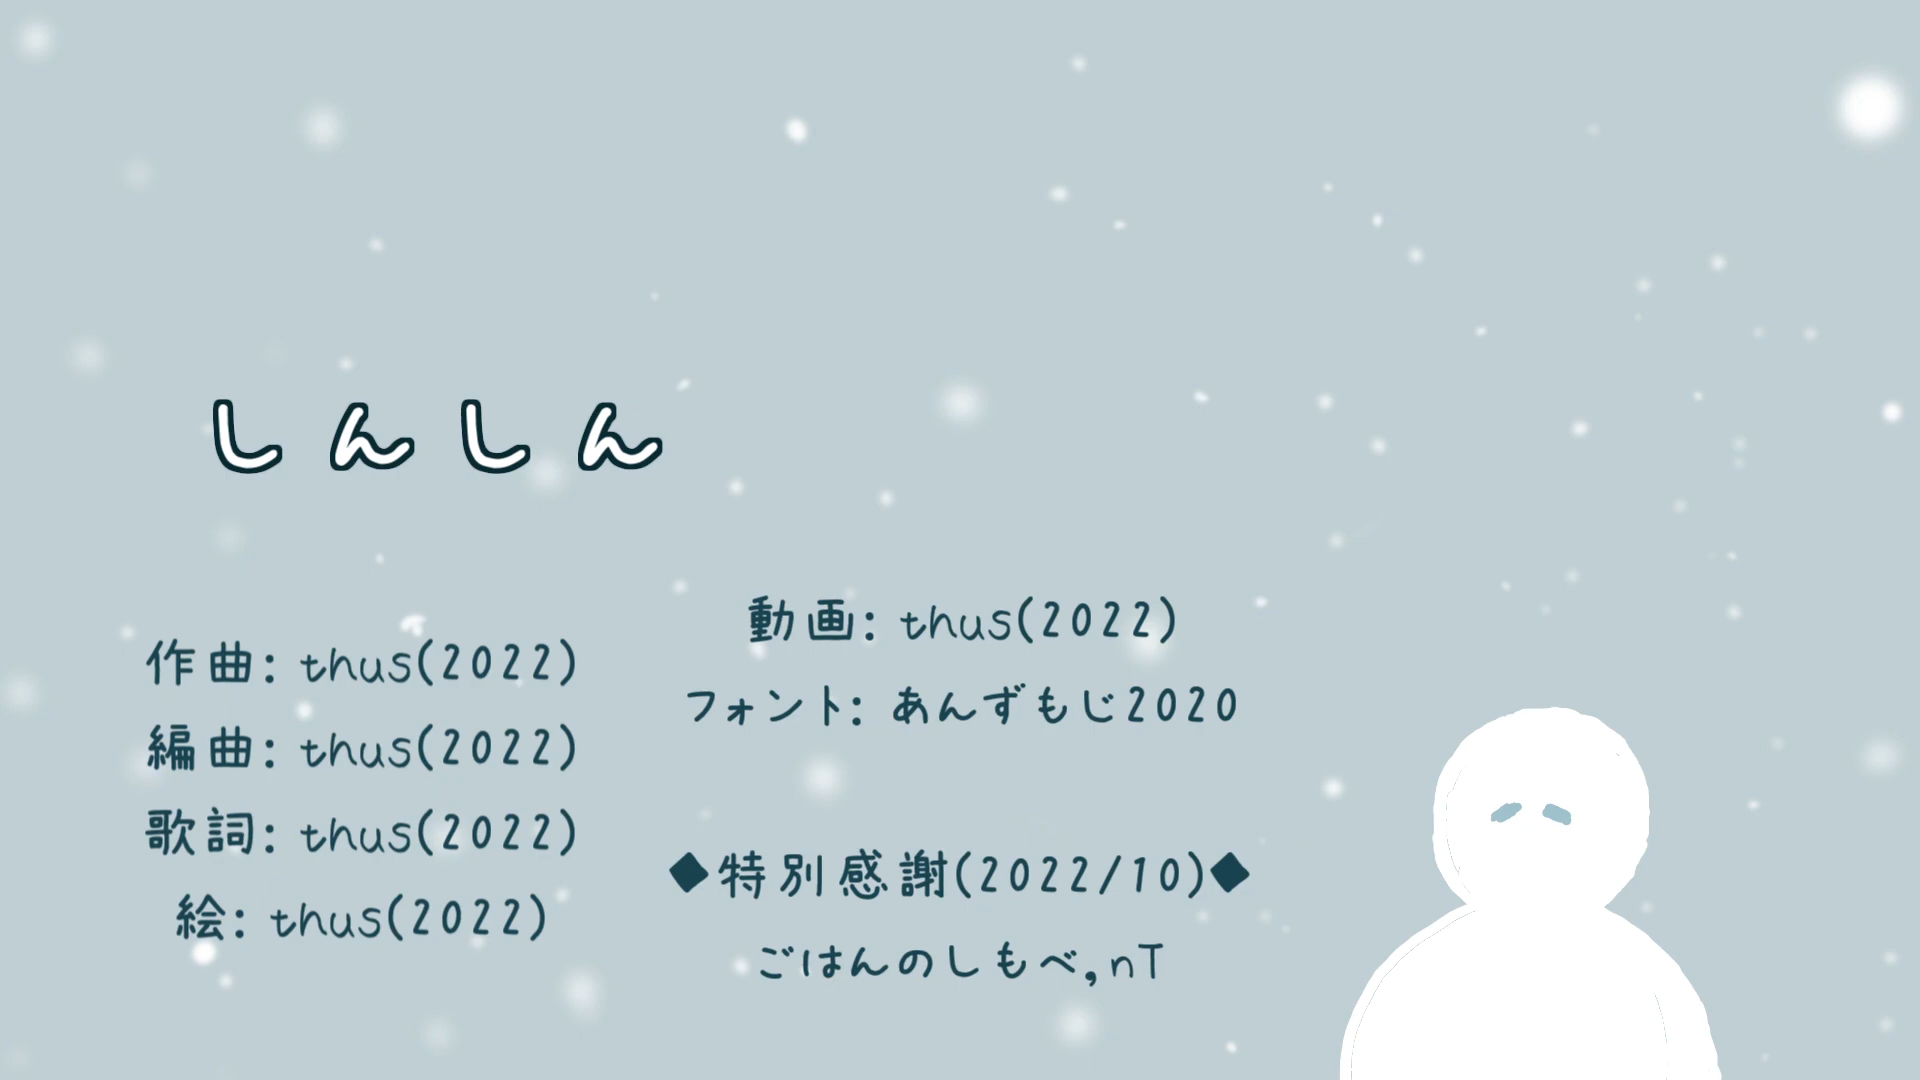 しんしん
作曲: thus(2022)
編曲: thus(2022)
歌詞: thus(2022)
絵: thus(2022)
動画: thus(2022)
フォント: あんずもじ2020
◆特別感謝(2022/10)◆
ごはんのしもべ,nT